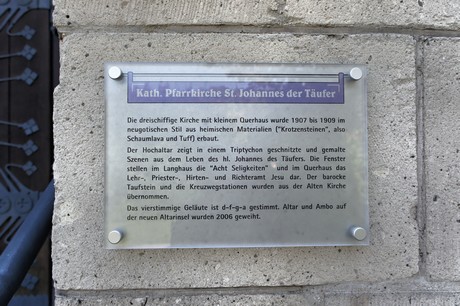 Kath. Pfarrkirche St. Johannes der Täufer
Die dreischiffige Kirche mit kleinem Querhaus wurde 1907 bis 1909 im
neugotischen Stil aus heimischen Materialien ("Krotzensteinen", also
Schaumlava und Tuff) erbaut.
Der Hochaltar zeigt in einem Triptychon geschnitzte und gemalte
Szenen aus dem Leben des hl. Johannes des Täufers. Die Fenster
stellen im Langhaus die "Acht Seligkeiten" und im Querhaus das
Lehr-, Priester-, Hirten- und Richteramt Jesu dar. Der barocke
Taufstein und die Kreuzwegstationen wurden aus der Alten Kirche
übernommen.
Das vierstimmige Geläute ist d-f-g-a gestimmt. Altar und Ambo auf
der neuen Altarinsel wurden 2006 geweiht.